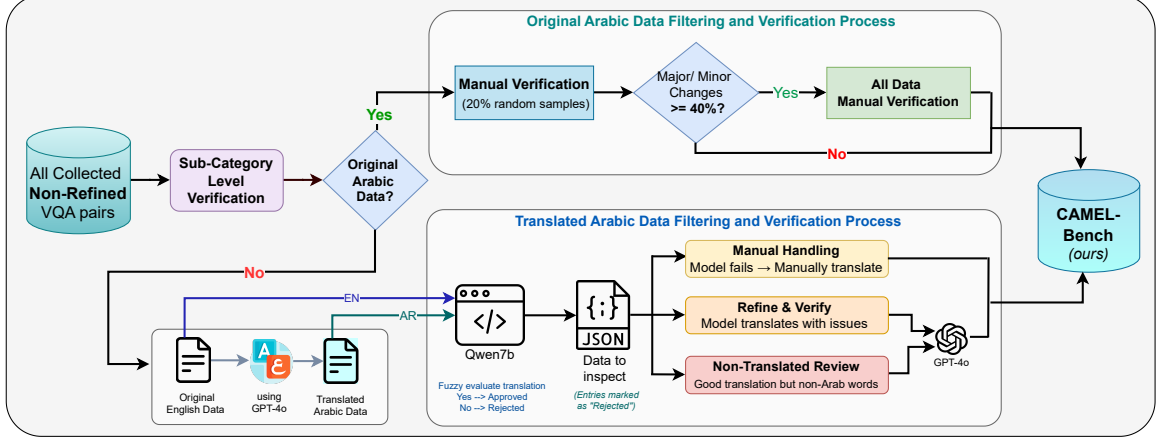 Original Arabic Data Filtering and Verification Process
Manual Verification
(20% random samples)
Major/ Minor
Changes
>= 40%?
Yes
All Data
Manual Verification
No
Yes
All Collected
Non-Refined
VQA pairs
Sub-Category
Level
Verification
Original
Arabic
Data?
No
CAMEL-
Bench
(ours)
Translated Arabic Data Filtering and Verification Process
EN
AR
A
ع
Original
English Data
using
GPT-4o
Translated
Arabic Data
</>
Qwen7b
Fuzzy evaluate translation
Yes --> Approved
No --> Rejected
{;}
JSON
Data to
inspect
(Entries marked
as "Rejected")
Manual Handling
Model fails → Manually translate
Refine & Verify
Model translates with issues
Non-Translated Review
Good translation but non-Arab words
GPT-4o